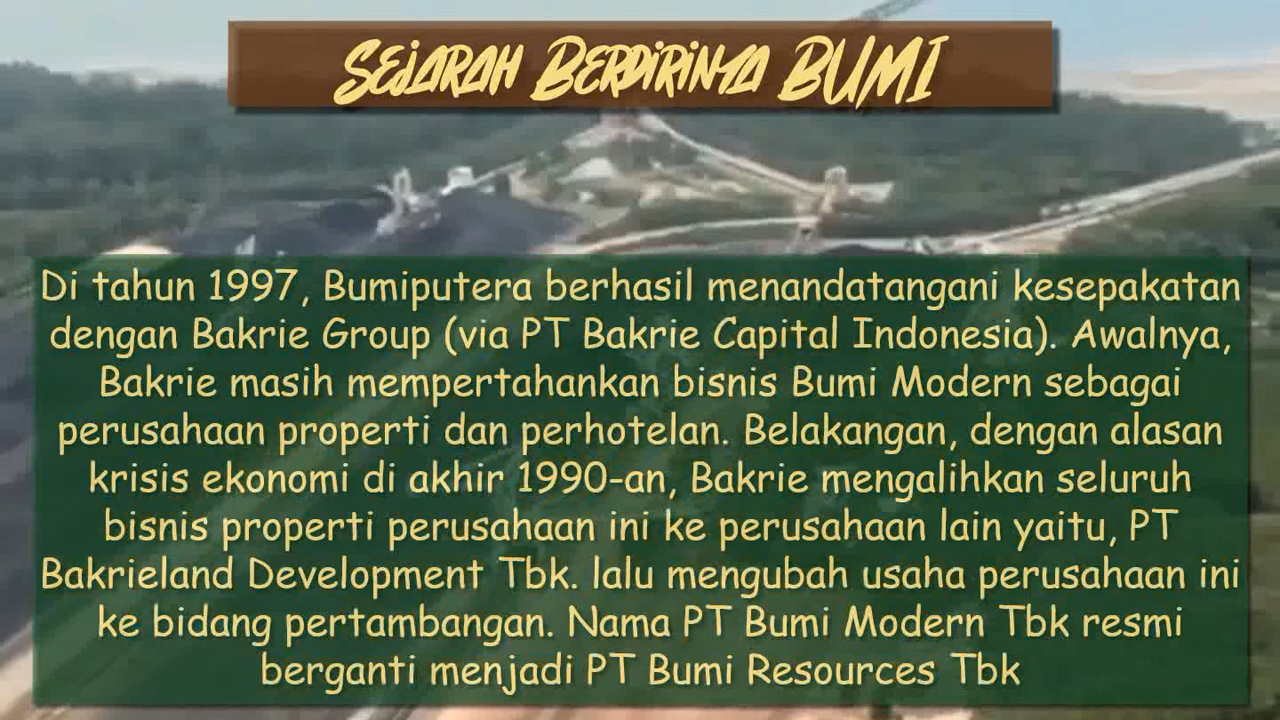 Sejarah Berdirinya BUMI
Di tahun 1997, Bumiputera berhasil menandatangani kesepakatan
dengan Bakrie Group (via PT Bakrie Capital Indonesia). Awalnya,
Bakrie masih mempertahankan bisnis Bumi Modern sebagai
perusahaan properti dan perhotelan. Belakangan, dengan alasan
krisis ekonomi di akhir 1990-an, Bakrie mengalihkan seluruh
bisnis properti perusahaan ini ke perusahaan lain yaitu, PT
Bakrieland Development Tbk. lalu mengubah usaha perusahaan ini
ke bidang pertambangan. Nama PT Bumi Modern Tbk resmi
berganti menjadi PT Bumi Resources Tbk